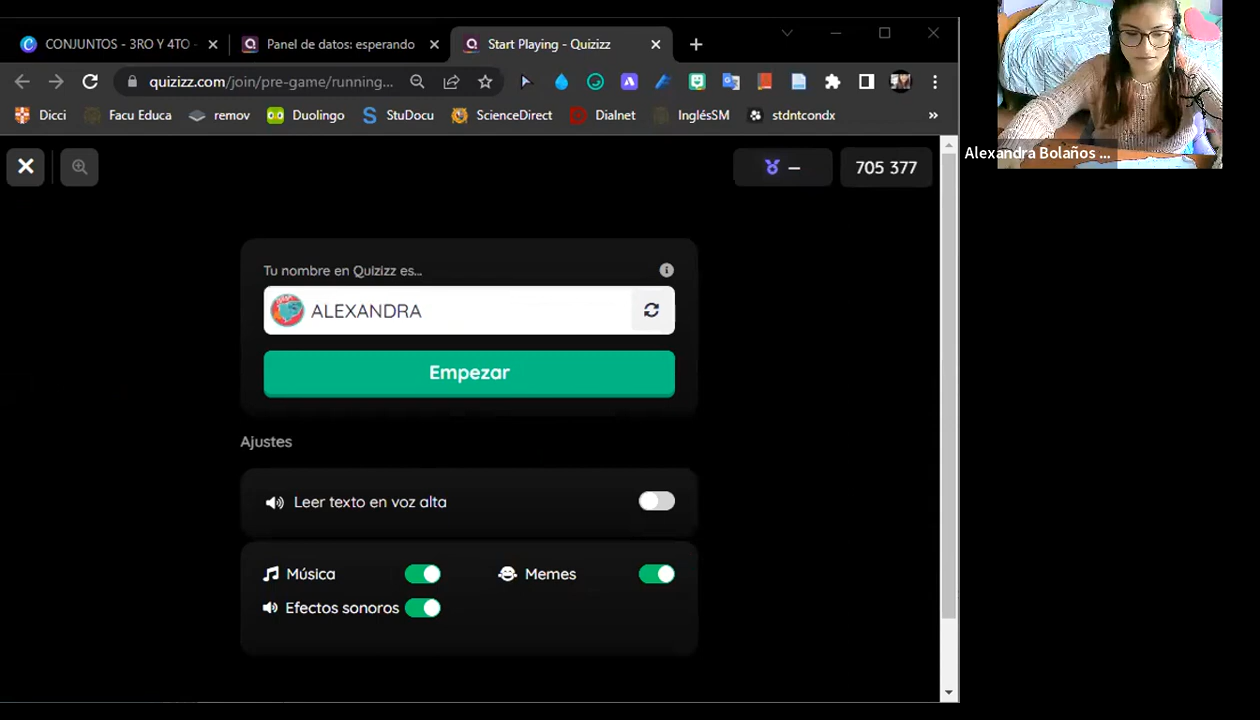 CONJUNTOS - 3RO Y 4TO -
Panel de datos: esperando
Start Playing - Quizizz
quizizz.com/join/pre-game/running...
Dicci
Facu Educa
remov
Duolingo
StuDocu
ScienceDirect
Dialnet
InglésSM
stdntcondx
»
705 377
Tu nombre en Quizizz es...
ALEXANDRA
Empezar
Ajustes
Leer texto en voz alta
Música
Memes
Efectos sonoros
Alexandra Bolaños ...